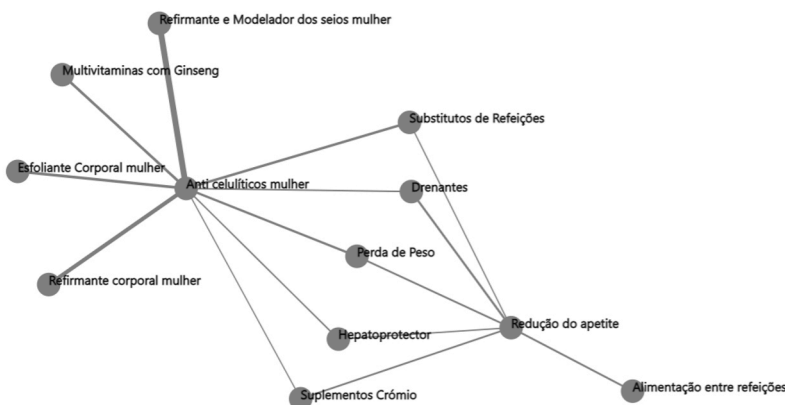 Refirmante e Modelador dos seios mulher
Multivitaminas com Ginseng
Substitutos de Refeições
Esfoliante Corporal mulher
Anti celulíticos mulher
Drenantes
Perda de Peso
Refirmante corporal mulher
Redução do apetite
Hepatoprotector
Alimentação entre refeições
Suplementos Crómio